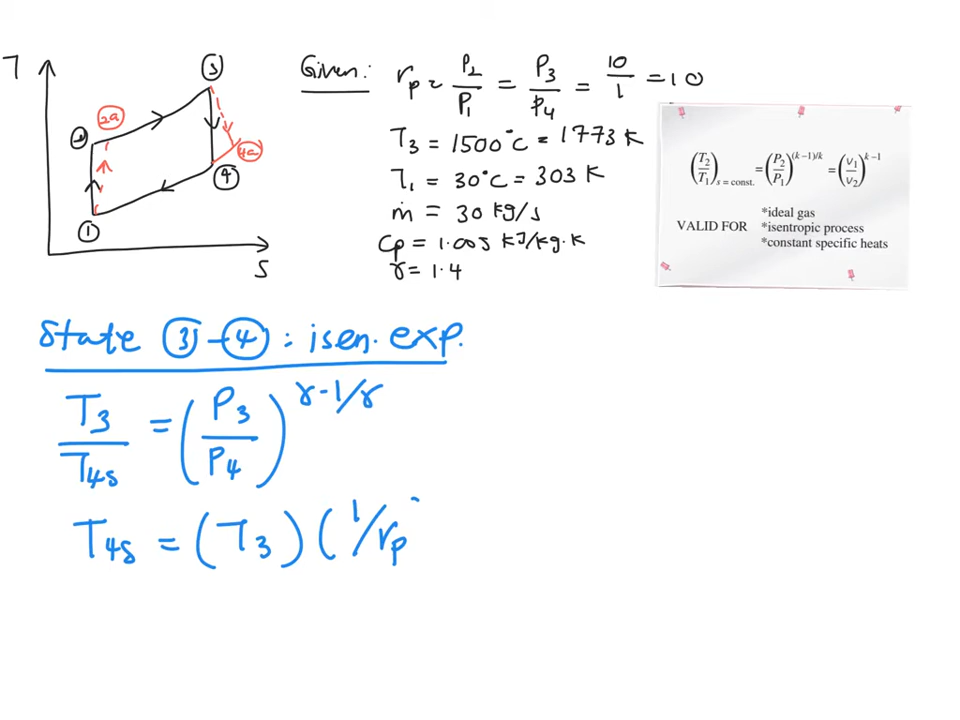 T
③
2a
②
4a
④
①
S
Given: rp = P2/P1 = P3/P4 = 10/1 = 10
T3 = 1500°C = 1773 K
T1 = 30°C = 303 K
ṁ = 30 kg/s
Cp = 1.005 KJ/kg.K
γ = 1.4
(T2/T1)s = const. = (P2/P1)^(k−1)/k = (v1/v2)^k−1
VALID FOR
*ideal gas
*isentropic process
*constant specific heats
State ③ - ④ : isen. exp.
T3/T4s = (P3/P4)^γ-1/γ
T4s = (T3) (1/rp